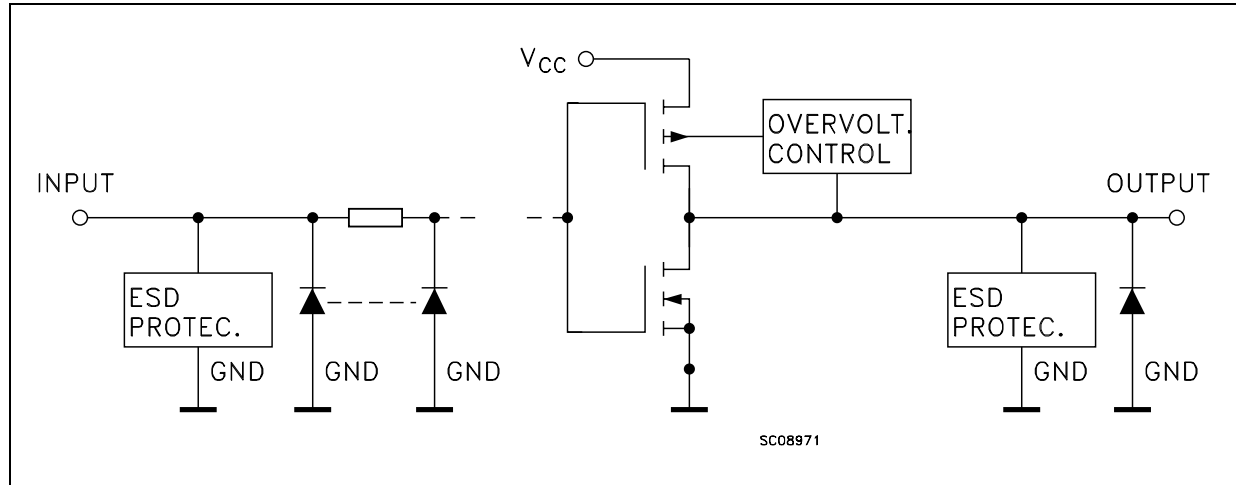 VCC
OVERVOLT.
CONTROL
INPUT
OUTPUT
ESD
PROTEC.
GND
GND
GND
ESD
PROTEC.
GND
GND
SC08971